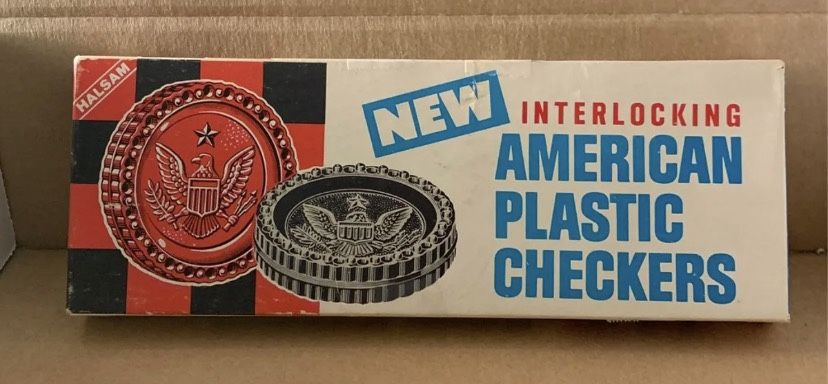 HALSAM
NEW
INTERLOCKING
AMERICAN
PLASTIC
CHECKERS